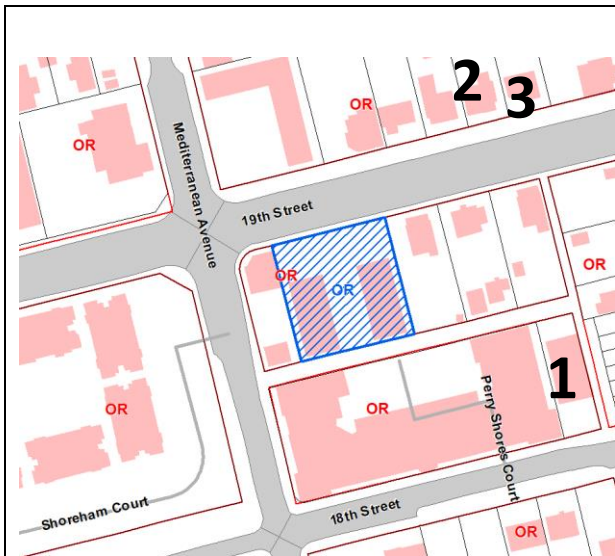 2
3
OR
OR
Mediterranean Avenue
19th Street
OR
OR
OR
1
OR
OR
Perry Shores Court
Shoreham Court
18th Street
OR